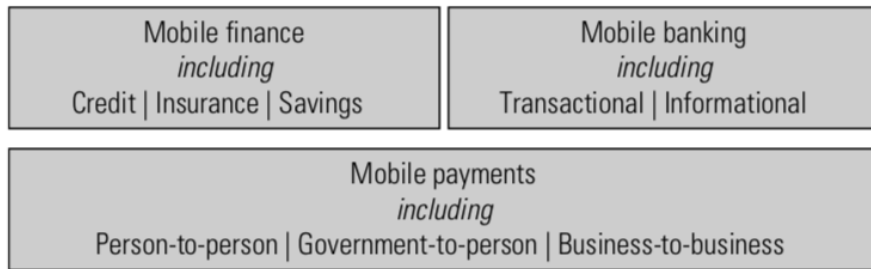 Mobile finance
including
Credit | Insurance | Savings
Mobile banking
including
Transactional | Informational
Mobile payments
including
Person-to-person | Government-to-person | Business-to-business